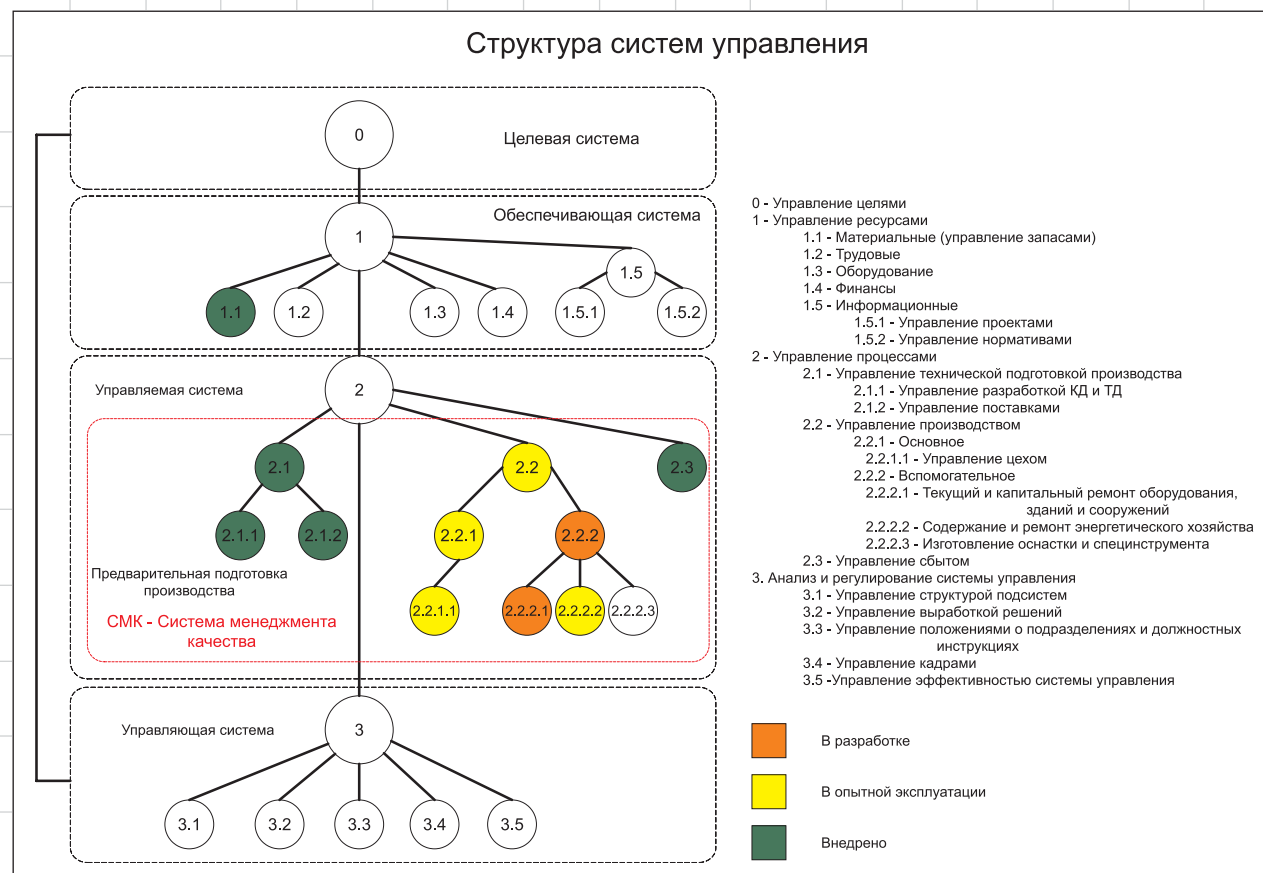 Структура систем управления
0
Целевая система
1
Обеспечивающая система
1.5
1.1
1.2
1.3
1.4
1.5.1
1.5.2
2
Управляемая система
2.1
2.2
2.3
2.1.1
2.1.2
2.2.1
2.2.2
Предварительная подготовка
производства
2.2.1.1
2.2.2.1
2.2.2.2
2.2.2.3
СМК - Система менеджмента
качества
3
Управляющая система
3.1
3.2
3.3
3.4
3.5
0 - Управление целями
1 - Управление ресурсами
1.1 - Материальные (управление запасами)
1.2 - Трудовые
1.3 - Оборудование
1.4 - Финансы
1.5 - Информационные
1.5.1 - Управление проектами
1.5.2 - Управление нормативами
2 - Управление процессами
2.1 - Управление технической подготовкой производства
2.1.1 - Управление разработкой КД и ТД
2.1.2 - Управление поставками
2.2 - Управление производством
2.2.1 - Основное
2.2.1.1 - Управление цехом
2.2.2 - Вспомогательное
2.2.2.1 - Текущий и капитальный ремонт оборудования,
зданий и сооружений
2.2.2.2 - Содержание и ремонт энергетического хозяйства
2.2.2.3 - Изготовление оснастки и специнструмента
2.3 - Управление сбытом
3. Анализ и регулирование системы управления
3.1 - Управление структурой подсистем
3.2 - Управление выработкой решений
3.3 - Управление положениями о подразделениях и должностных
инструкциях
3.4 - Управление кадрами
3.5 -Управление эффективностью системы управления
В разработке
В опытной эксплуатации
Внедрено